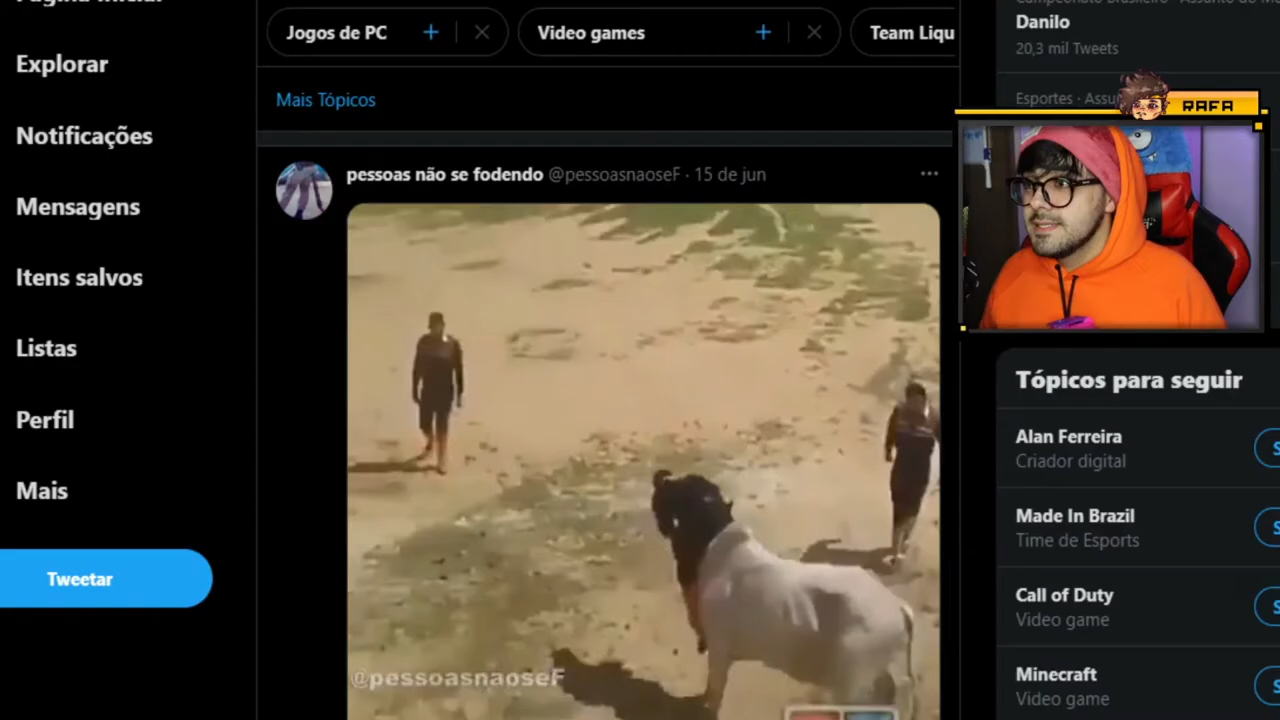 Explorar
Notificações
Mensagens
Itens salvos
Listas
Perfil
Mais
Tweetar
Jogos de PC
Video games
Team Liqu
Mais Tópicos
pessoas não se fodendo @pessoasnaoseF · 15 de jun
@pessoasnaoseF
Danilo
20,3 mil Tweets
Esportes · Assu
RAFA
Tópicos para seguir
Alan Ferreira
Criador digital
Made In Brazil
Time de Esports
Call of Duty
Video game
Minecraft
Video game